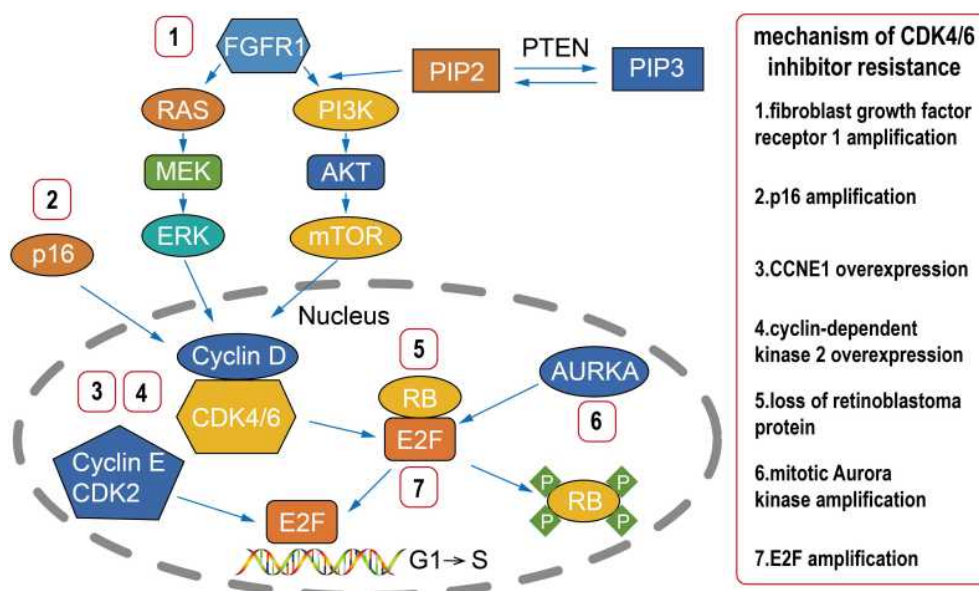 1
FGFR1
PIP2
PTEN
PIP3
RAS
PI3K
MEK
AKT
2
ERK
mTOR
p16
Nucleus
Cyclin D
5
3
4
RB
AURKA
CDK4/6
E2F
6
Cyclin E
CDK2
7
P
P
RB
P
P
E2F
G1→S
mechanism of CDK4/6
inhibitor resistance
1.fibroblast growth factor
receptor 1 amplification
2.p16 amplification
3.CCNE1 overexpression
4.cyclin-dependent
kinase 2 overexpression
5.loss of retinoblastoma
protein
6.mitotic Aurora
kinase amplification
7.E2F amplification